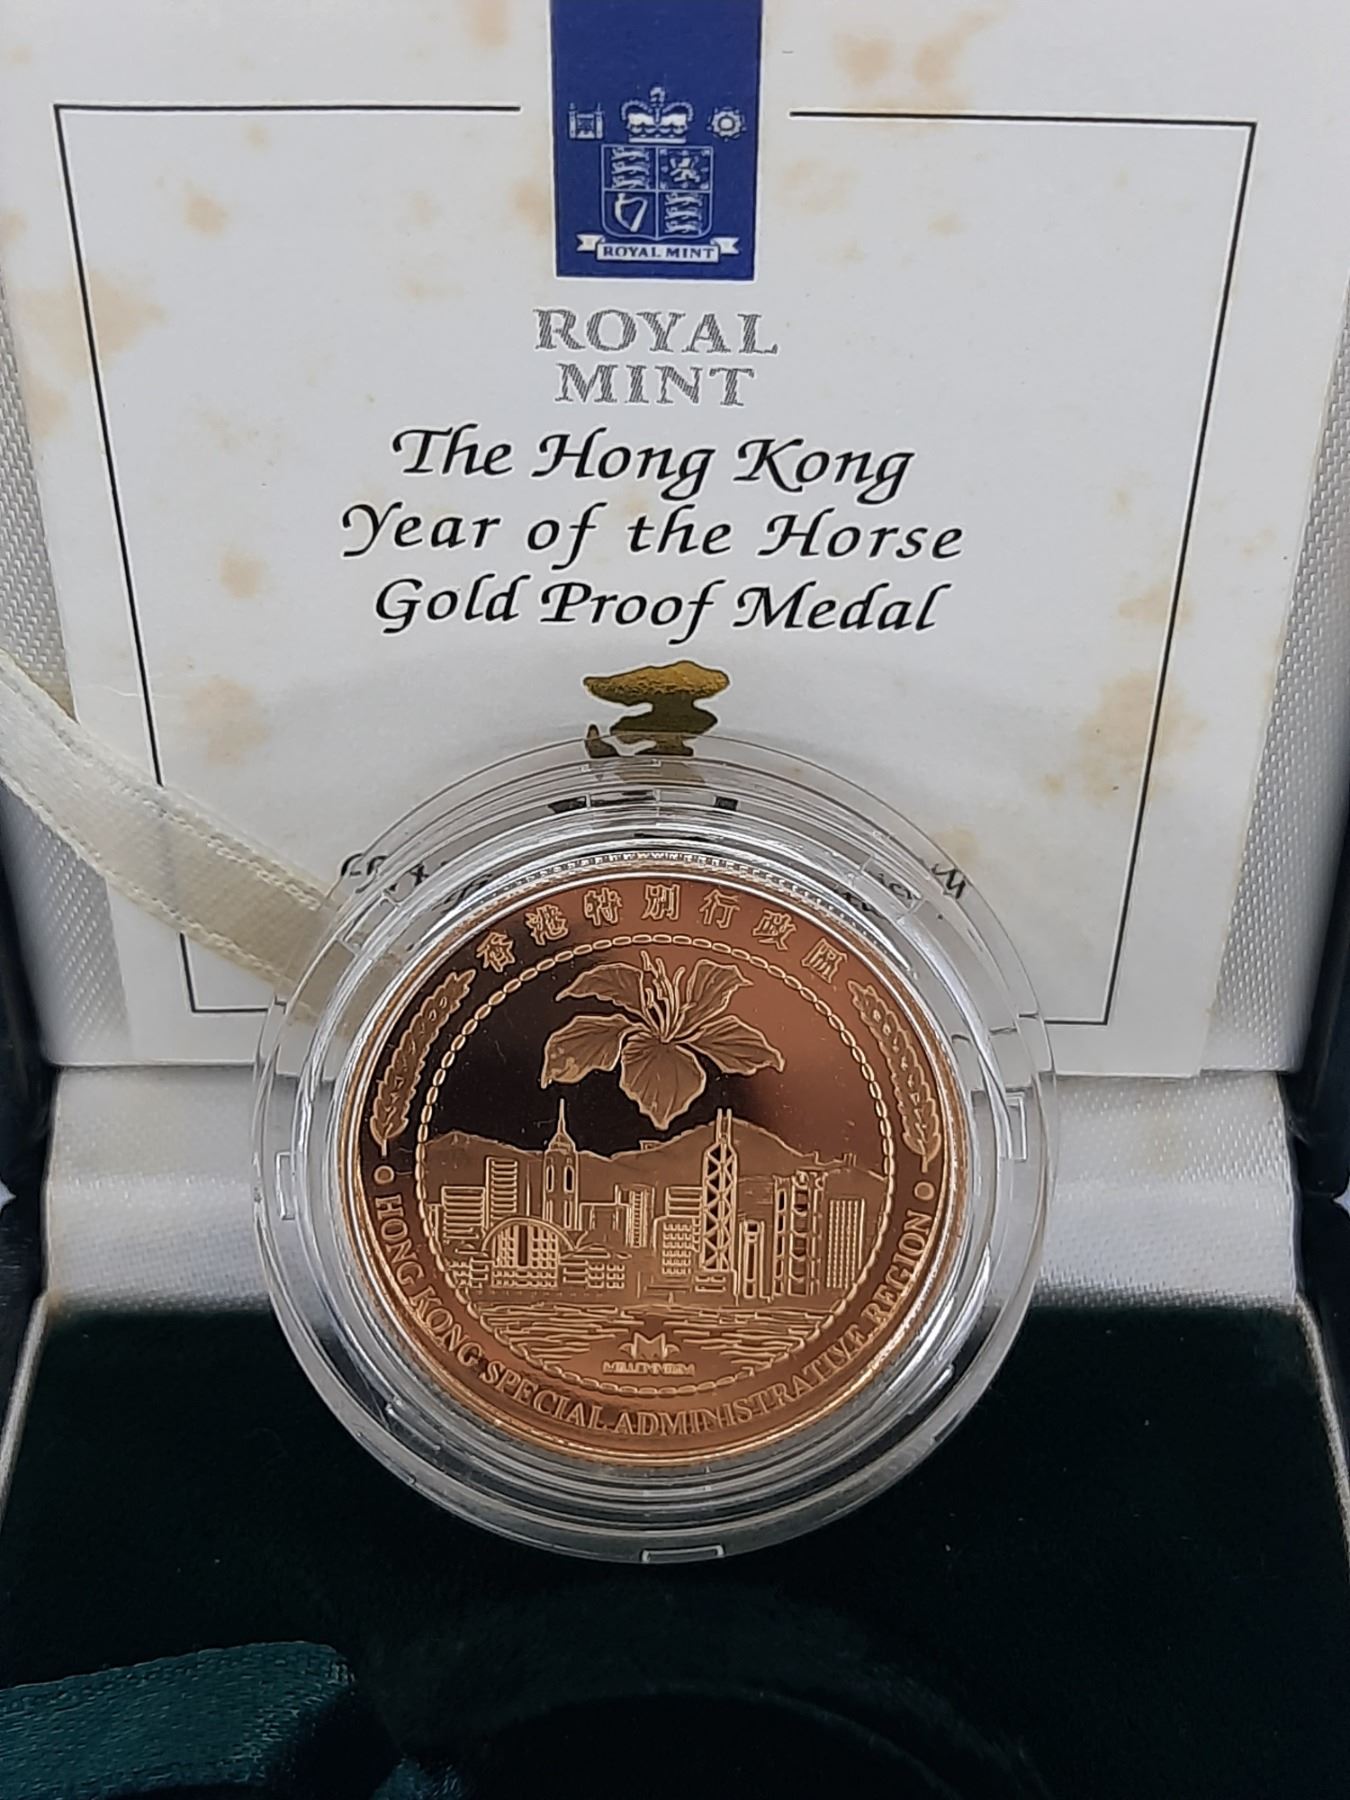 ROYAL MINT
ROYAL
MINT
The Hong Kong
Year of the Horse
Gold Proof Medal
香港特別行政區
MILLENNIUM
HONG KONG SPECIAL ADMINISTRATIVE REGION